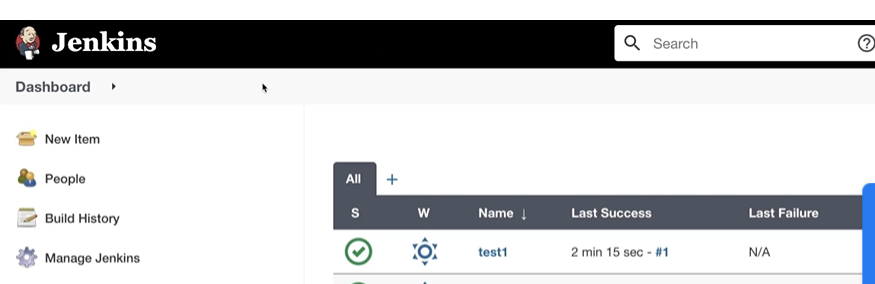 Jenkins
Search
Dashboard
New Item
People
Build History
Manage Jenkins
All +
S W Name ↓ Last Success Last Failure
test1 2 min 15 sec - #1 N/A